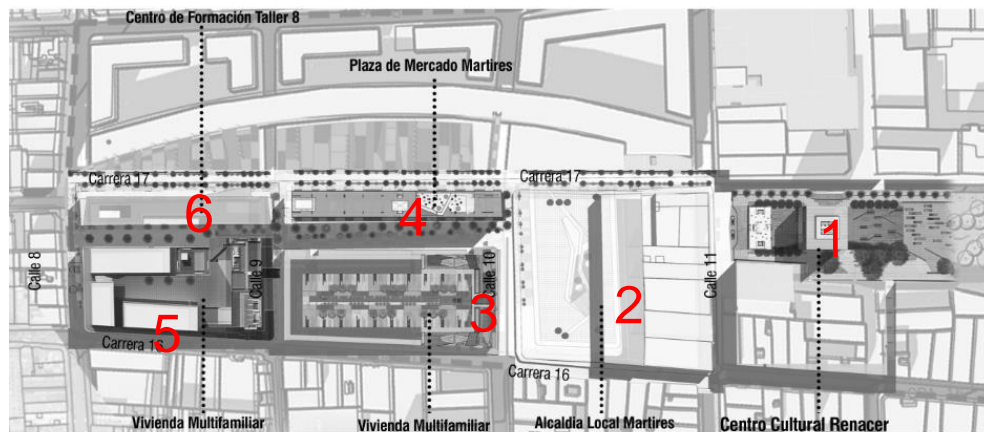 Centro de Formación Taller 8
Plaza de Mercado Martires
Carrera 17
Carrera 17
6
4
1
Calle 8
Calle 9
Calle 10
Calle 11
3
2
5
Carrera 16
Carrera 16
Vivienda Multifamiliar
Vivienda Multifamiliar
Alcaldia Local Martires
Centro Cultural Renacer